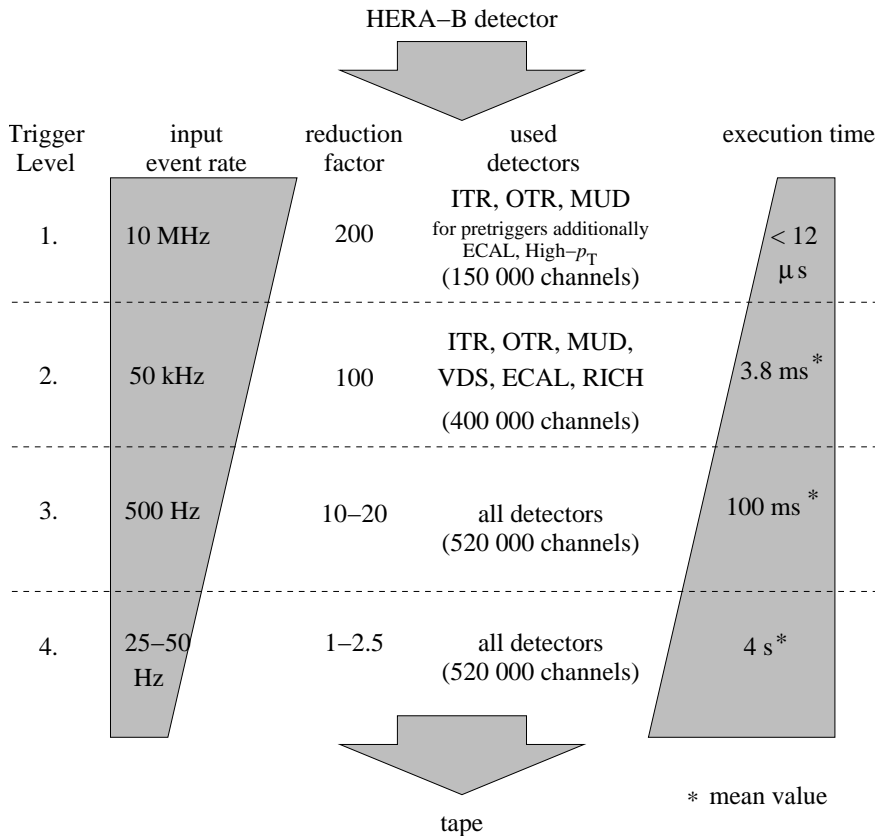 HERA–B detector
Trigger Level
input event rate
reduction factor
used detectors
execution time
1.
10 MHz
200
ITR, OTR, MUD
for pretriggers additionally
ECAL, High–pT
(150 000 channels)
< 12
μ s
2.
50 kHz
100
ITR, OTR, MUD,
VDS, ECAL, RICH
(400 000 channels)
3.8 ms*
3.
500 Hz
10–20
all detectors
(520 000 channels)
100 ms *
4.
25–50
Hz
1–2.5
all detectors
(520 000 channels)
4 s*
* mean value
tape